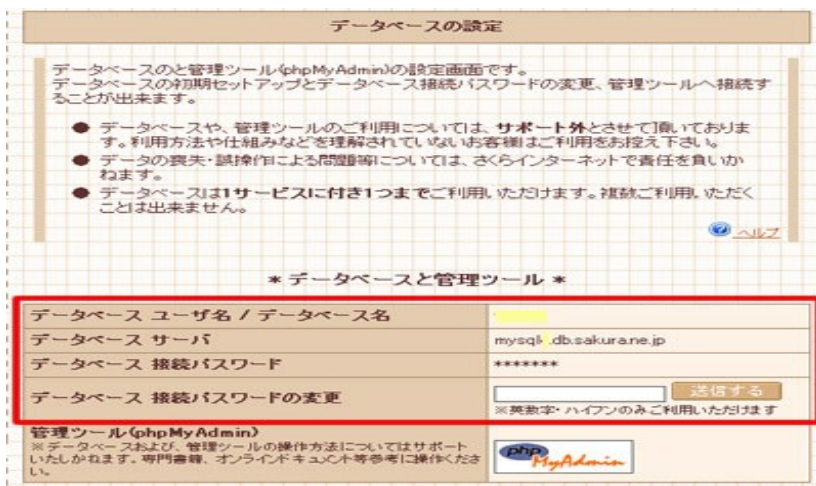 データベースの設定
データベースのと管理ツール(phpMyAdmin)の設定画面です。
データベースの初期セットアップとデータベース接続パスワードの変更、管理ツールへ接続す
ることが出来ます。
● データベースや、管理ツールのご利用については、サポート外とさせて頂いておりま
す。利用方法や仕組みなどを理解されていないお客様はご利用をお控え下さい。
● データの喪失・誤操作による問題等については、さくらインターネットで責任を負いか
ねます。
● データベースは1サービスに付き1つまでご利用いただけます。複数ご利用いただく
ことは出来ません。
ヘルプ
* データベースと管理ツール *
データベース ユーザ名 / データベース名
データベース サーバ
.db.sakura.ne.jp
データベース 接続パスワード
*******
データベース 接続パスワードの変更
送信する
※英数字・ハイフンのみご利用いただけます
管理ツール(phpMyAdmin)
※データベースおよび、管理ツールの操作方法についてはサポート
いたしかねます。専門書籍、オンラインドキュメント等参考に操作くださ
い。
php
MyAdmin